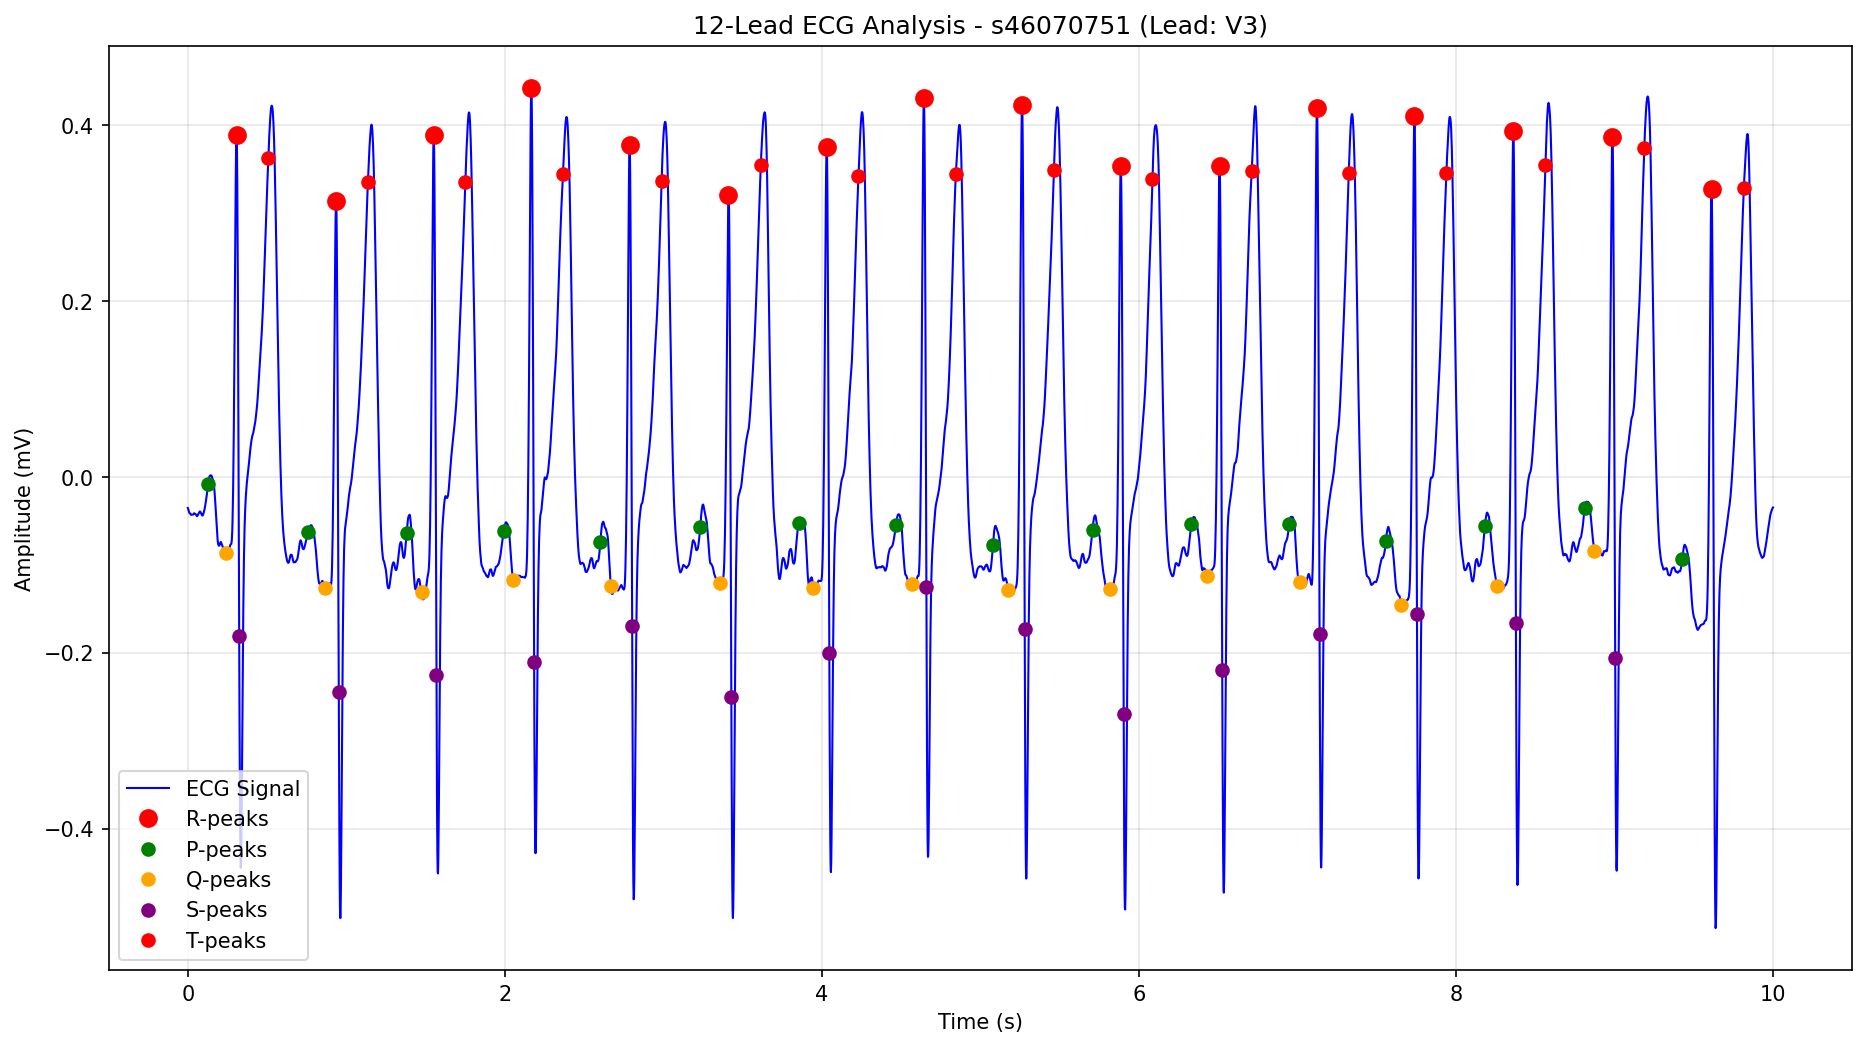 12-Lead ECG Analysis - s46070751 (Lead: V3)
Amplitude (mV)
0.4
0.2
0.0
−0.2
−0.4
ECG Signal
R-peaks
P-peaks
Q-peaks
S-peaks
T-peaks
0 2 4 6 8 10
Time (s)